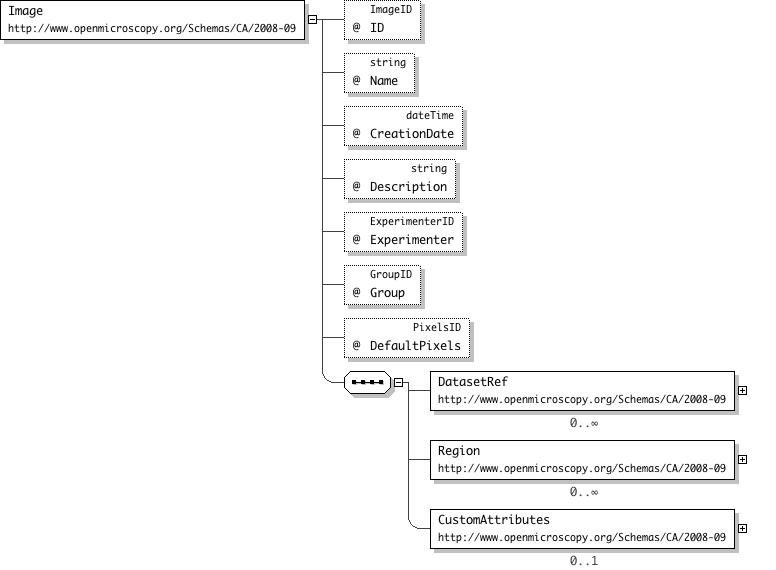 Image
http://www.openmicroscopy.org/Schemas/CA/2008-09
ImageID
@ ID
string
@ Name
dateTime
@ CreationDate
string
@ Description
ExperimenterID
@ Experimenter
GroupID
@ Group
PixelsID
@ DefaultPixels
DatasetRef
http://www.openmicroscopy.org/Schemas/CA/2008-09
0..∞
Region
http://www.openmicroscopy.org/Schemas/CA/2008-09
0..∞
CustomAttributes
http://www.openmicroscopy.org/Schemas/CA/2008-09
0..1